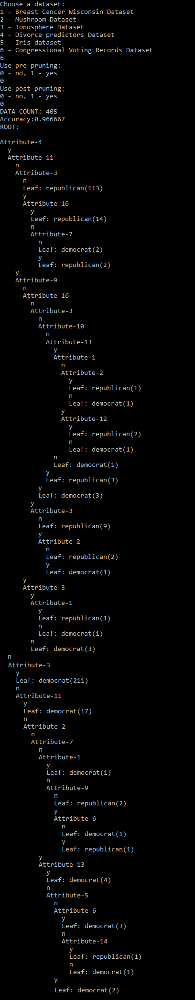 Choose a dataset:
1 - Breast Cancer Wisconsin Dataset
2 - Mushroom Dataset
3 - Ionosphere Dataset
4 - Divorce predictors Dataset
5 - Iris dataset
6 - Congressional Voting Records Dataset
6
Use pre-pruning:
0 - no, 1 - yes
0
Use post-pruning:
0 - no, 1 - yes
0
DATA COUNT: 405
Accuracy:0.966667
ROOT:
Attribute-4
y
Attribute-11
n
Attribute-3
n
Leaf: republican(113)
y
Attribute-16
y
Leaf: republican(14)
n
Attribute-7
n
Leaf: democrat(2)
y
Leaf: republican(2)
y
Attribute-9
n
Attribute-16
n
Attribute-3
n
Attribute-10
n
Attribute-13
y
Attribute-1
n
Attribute-2
y
Leaf: republican(1)
n
Leaf: democrat(1)
y
Attribute-12
y
Leaf: republican(2)
n
Leaf: democrat(1)
n
Leaf: democrat(1)
y
Leaf: republican(3)
y
Leaf: democrat(3)
y
Attribute-3
n
Leaf: republican(9)
y
Attribute-2
n
Leaf: republican(2)
y
Leaf: democrat(1)
y
Attribute-3
y
Attribute-1
y
Leaf: republican(1)
n
Leaf: democrat(1)
n
Leaf: democrat(3)
n
Attribute-3
y
Leaf: democrat(211)
n
Attribute-11
y
Leaf: democrat(17)
n
Attribute-2
n
Attribute-7
n
Attribute-1
y
Leaf: democrat(1)
n
Attribute-9
n
Leaf: republican(2)
y
Attribute-6
n
Leaf: democrat(1)
y
Leaf: republican(1)
y
Attribute-13
y
Leaf: democrat(4)
n
Attribute-5
n
Attribute-6
y
Leaf: democrat(3)
n
Attribute-14
y
Leaf: republican(1)
n
Leaf: democrat(1)
y
Leaf: democrat(2)